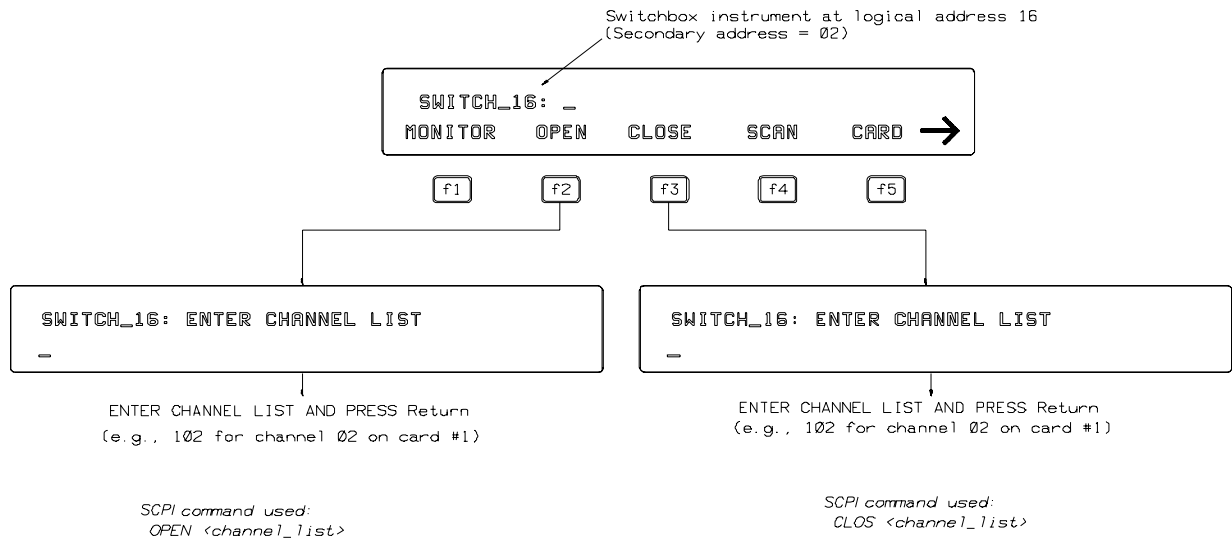 Switchbox instrument at logical address 16
(Secondary address = 02)
SWITCH_16: _
MONITOR OPEN CLOSE SCAN CARD →
f1 f2 f3 f4 f5
SWITCH_16: ENTER CHANNEL LIST
_
ENTER CHANNEL LIST AND PRESS Return
(e.g., 102 for channel 02 on card #1)
SCPI command used:
OPEN <channel_list>
SWITCH_16: ENTER CHANNEL LIST
_
ENTER CHANNEL LIST AND PRESS Return
(e.g., 102 for channel 02 on card #1)
SCPI command used:
CLOS <channel_list>